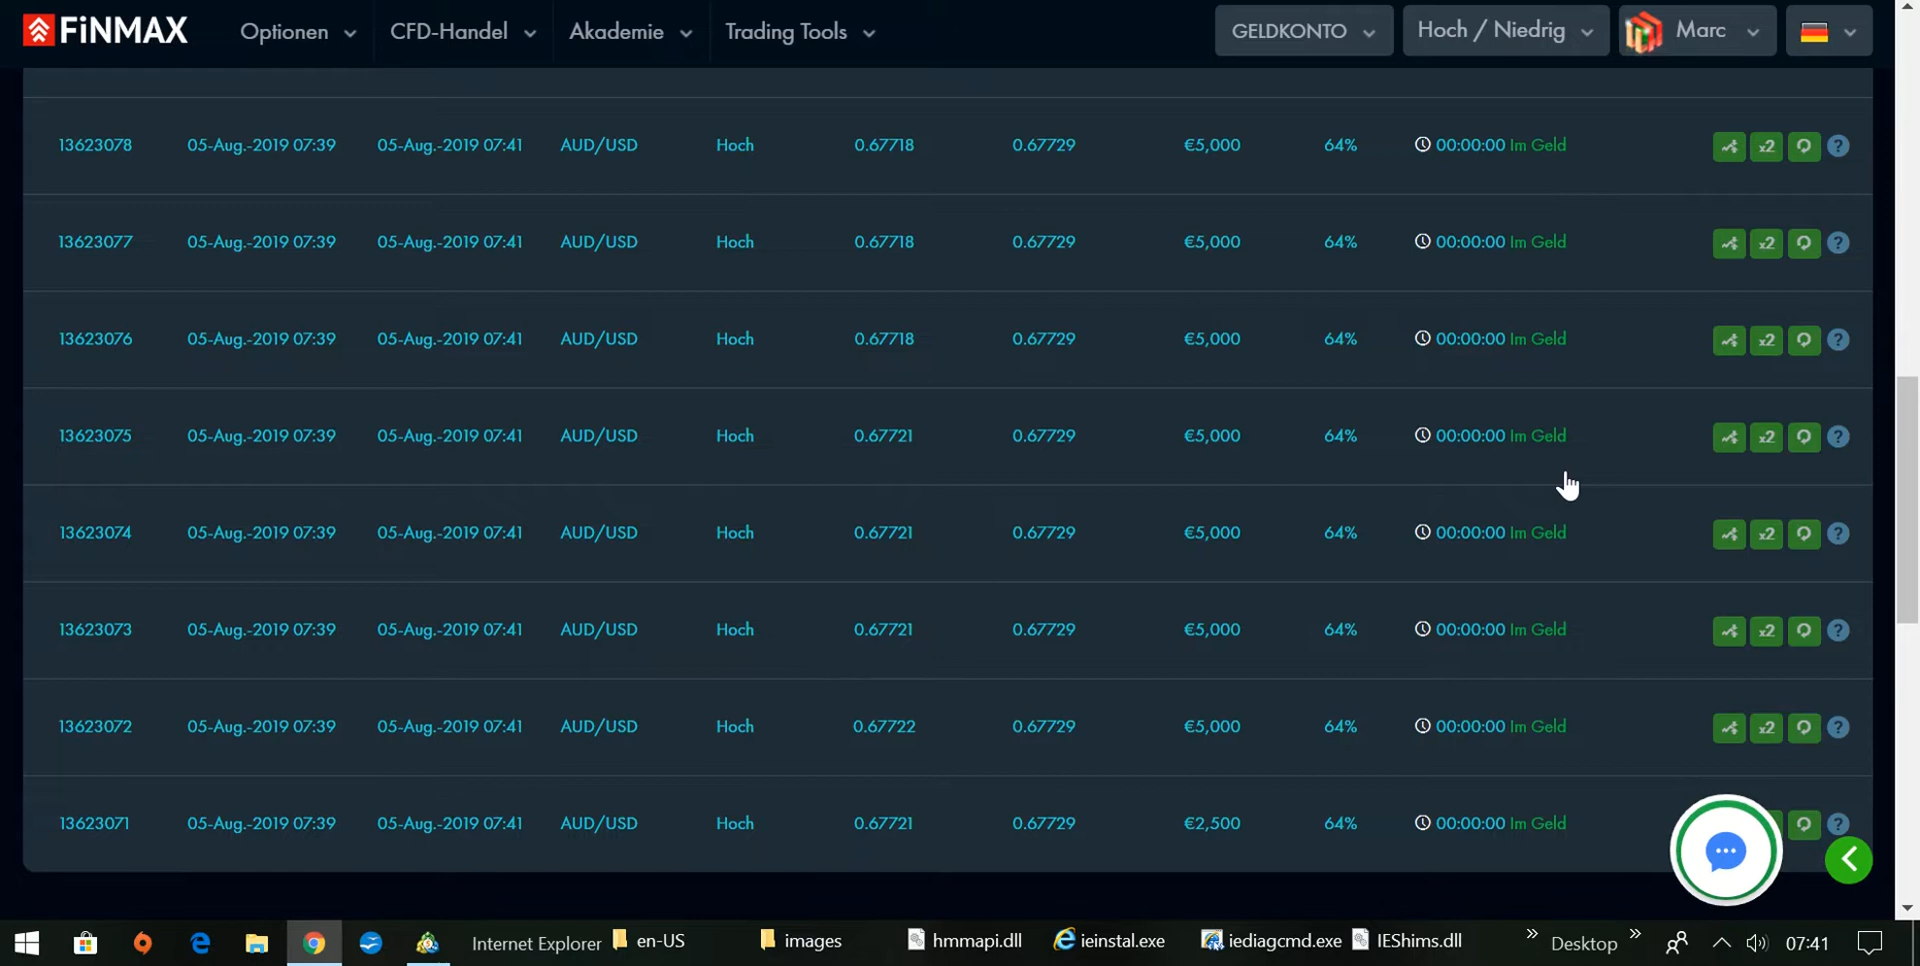 FiNMAX Optionen CFD-Handel Akademie Trading Tools GELDKONTO Hoch / Niedrig Marc
13623078 05-Aug.-2019 07:39 05-Aug.-2019 07:41 AUD/USD Hoch 0.67718 0.67729 €5,000 64% 00:00:00 Im Geld x2 ?
13623077 05-Aug.-2019 07:39 05-Aug.-2019 07:41 AUD/USD Hoch 0.67718 0.67729 €5,000 64% 00:00:00 Im Geld x2 ?
13623076 05-Aug.-2019 07:39 05-Aug.-2019 07:41 AUD/USD Hoch 0.67718 0.67729 €5,000 64% 00:00:00 Im Geld x2 ?
13623075 05-Aug.-2019 07:39 05-Aug.-2019 07:41 AUD/USD Hoch 0.67721 0.67729 €5,000 64% 00:00:00 Im Geld x2 ?
13623074 05-Aug.-2019 07:39 05-Aug.-2019 07:41 AUD/USD Hoch 0.67721 0.67729 €5,000 64% 00:00:00 Im Geld x2 ?
13623073 05-Aug.-2019 07:39 05-Aug.-2019 07:41 AUD/USD Hoch 0.67721 0.67729 €5,000 64% 00:00:00 Im Geld x2 ?
13623072 05-Aug.-2019 07:39 05-Aug.-2019 07:41 AUD/USD Hoch 0.67722 0.67729 €5,000 64% 00:00:00 Im Geld x2 ?
13623071 05-Aug.-2019 07:39 05-Aug.-2019 07:41 AUD/USD Hoch 0.67721 0.67729 €2,500 64% 00:00:00 Im Geld ?
Internet Explorer en-US images hmmapi.dll ieinstal.exe iediagcmd.exe IEShims.dll Desktop 07:41